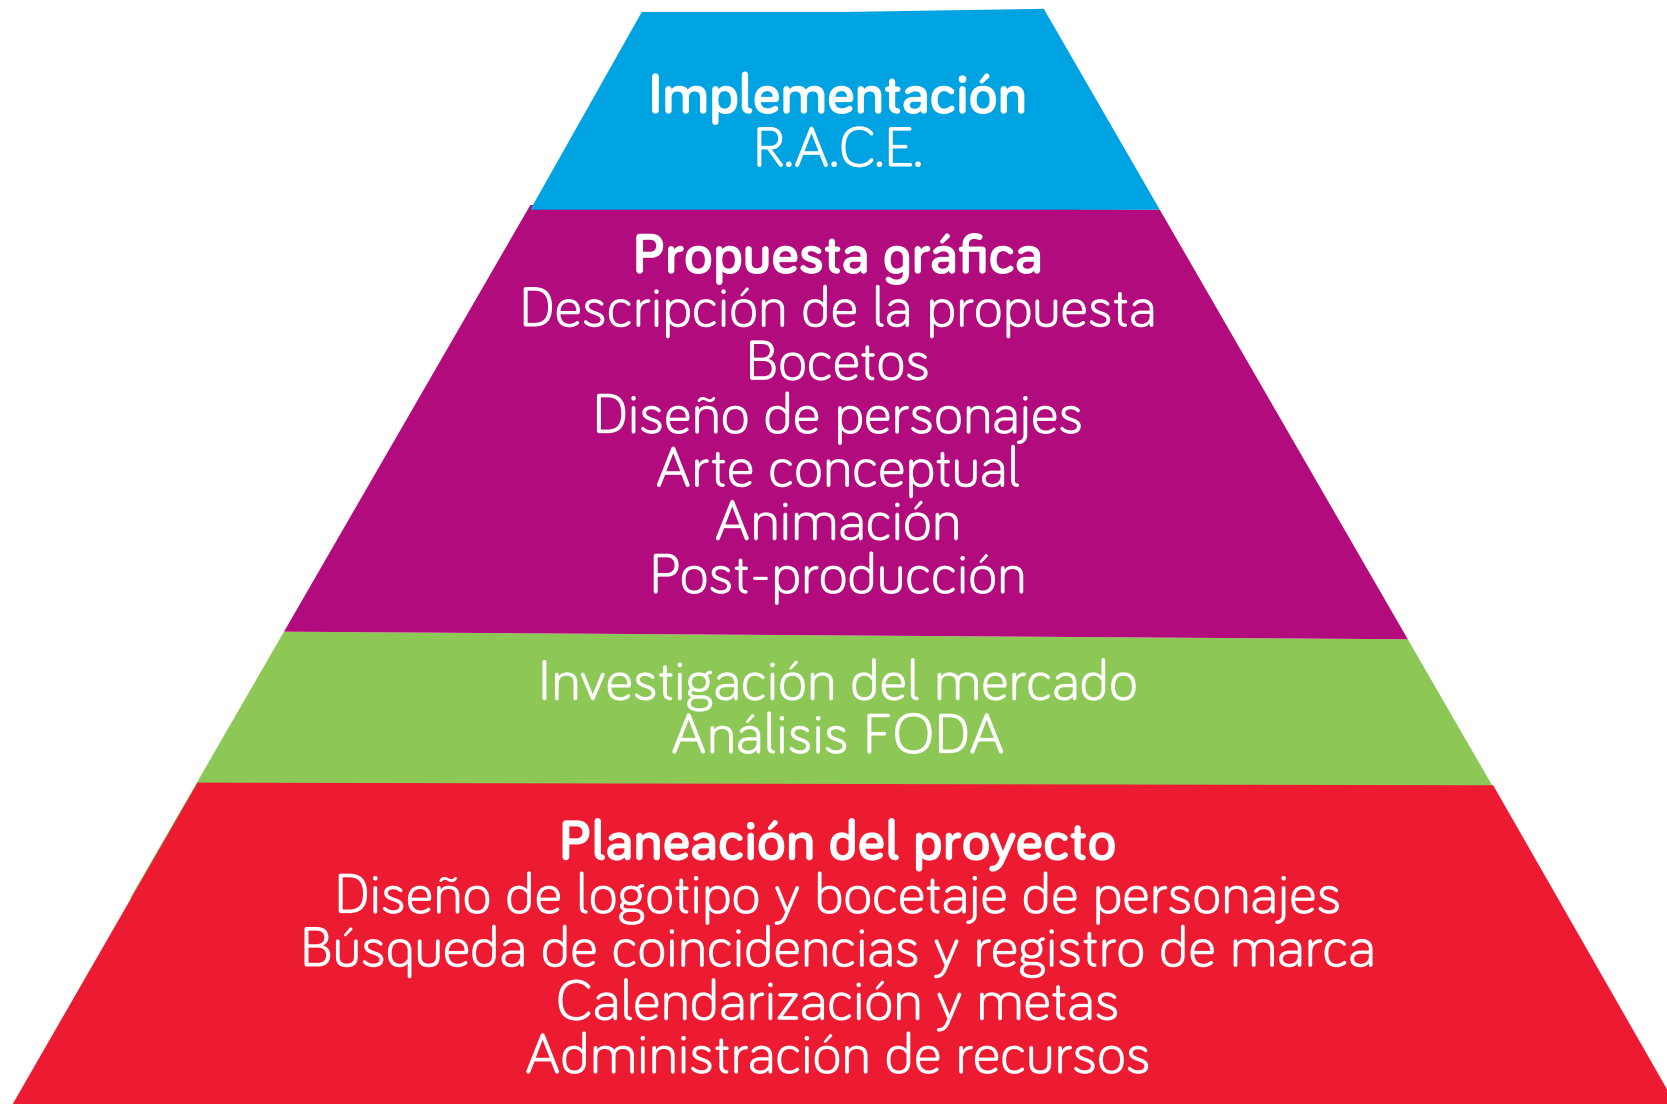 Implementación
R.A.C.E.
Propuesta gráfica
Descripción de la propuesta
Bocetos
Diseño de personajes
Arte conceptual
Animación
Post-producción
Investigación del mercado
Análisis FODA
Planeación del proyecto
Diseño de logotipo y bocetaje de personajes
Búsqueda de coincidencias y registro de marca
Calendarización y metas
Administración de recursos